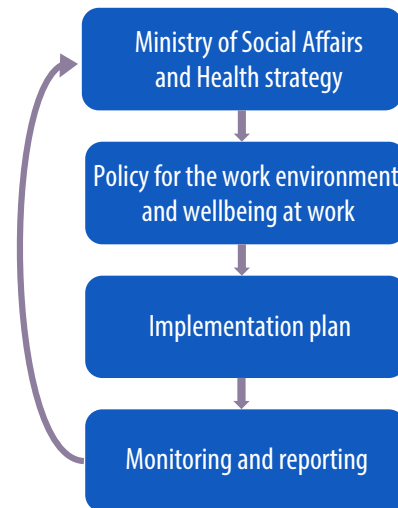 Ministry of Social Affairs
and Health strategy
Policy for the work environment
and wellbeing at work
Implementation plan
Monitoring and reporting